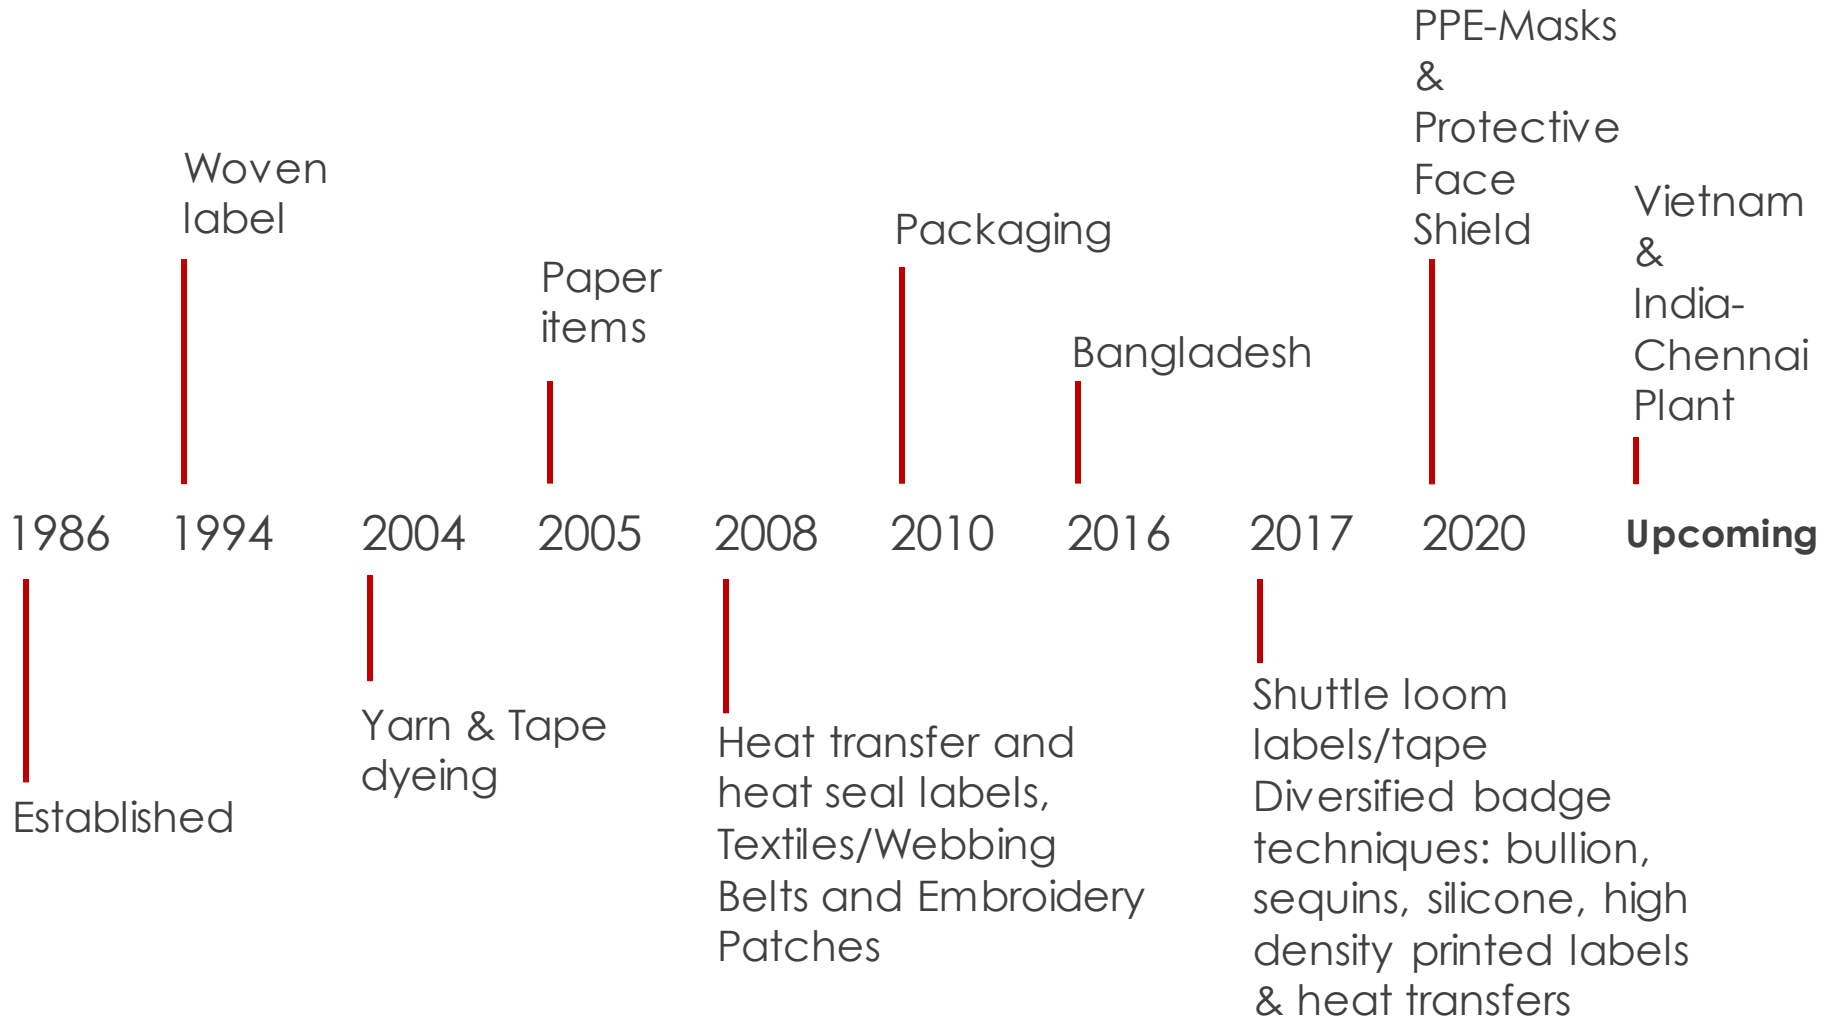 PPE-Masks
&
Protective
Face
Shield
Woven
label
Vietnam
&
India-
Chennai
Plant
Packaging
Paper
items
Bangladesh
1986
1994
2004
2005
2008
2010
2016
2017
2020
Upcoming
Established
Yarn & Tape
dyeing
Heat transfer and
heat seal labels,
Textiles/Webbing
Belts and Embroidery
Patches
Shuttle loom
labels/tape
Diversified badge
techniques: bullion,
sequins, silicone, high
density printed labels
& heat transfers